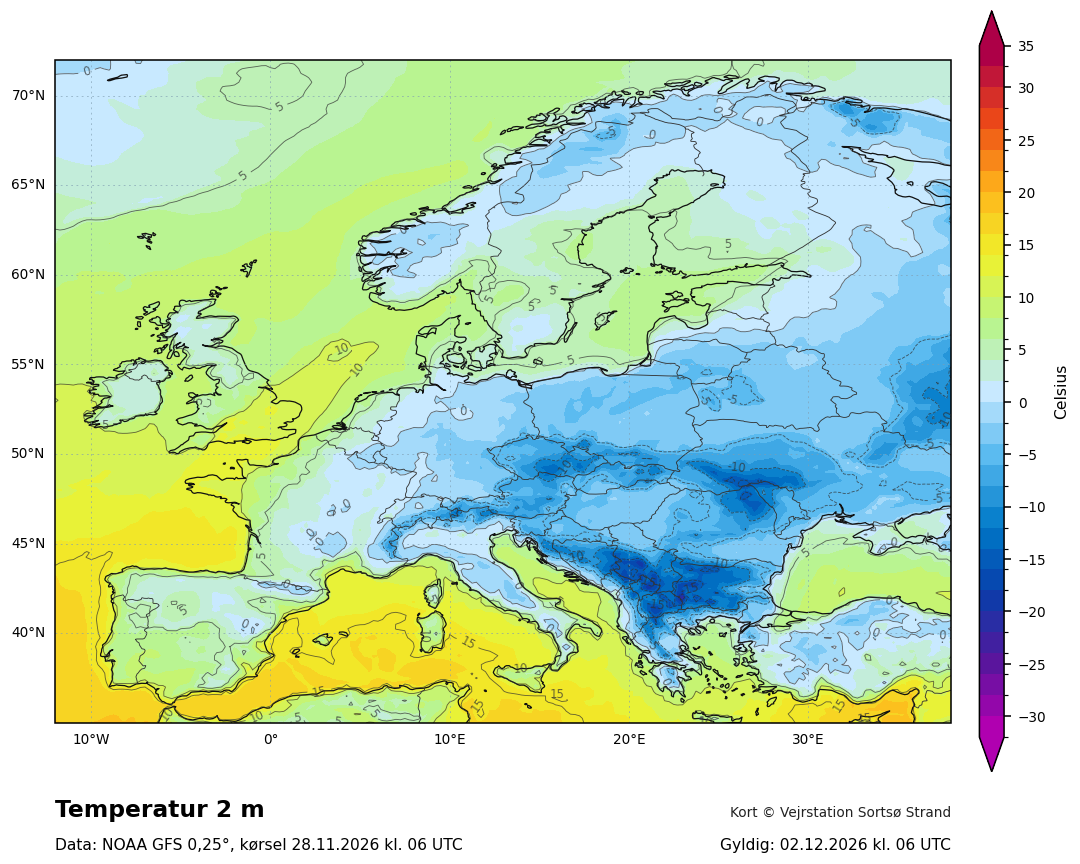 70°N
65°N
60°N
55°N
50°N
45°N
40°N
10°W
0°
10°E
20°E
30°E
35
30
25
20
15
10
5
0
−5
−10
−15
−20
−25
−30
Celsius
Temperatur 2 m
Kort © Vejrstation Sortsø Strand
Data: NOAA GFS 0,25°, kørsel 28.11.2026 kl. 06 UTC
Gyldig: 02.12.2026 kl. 06 UTC